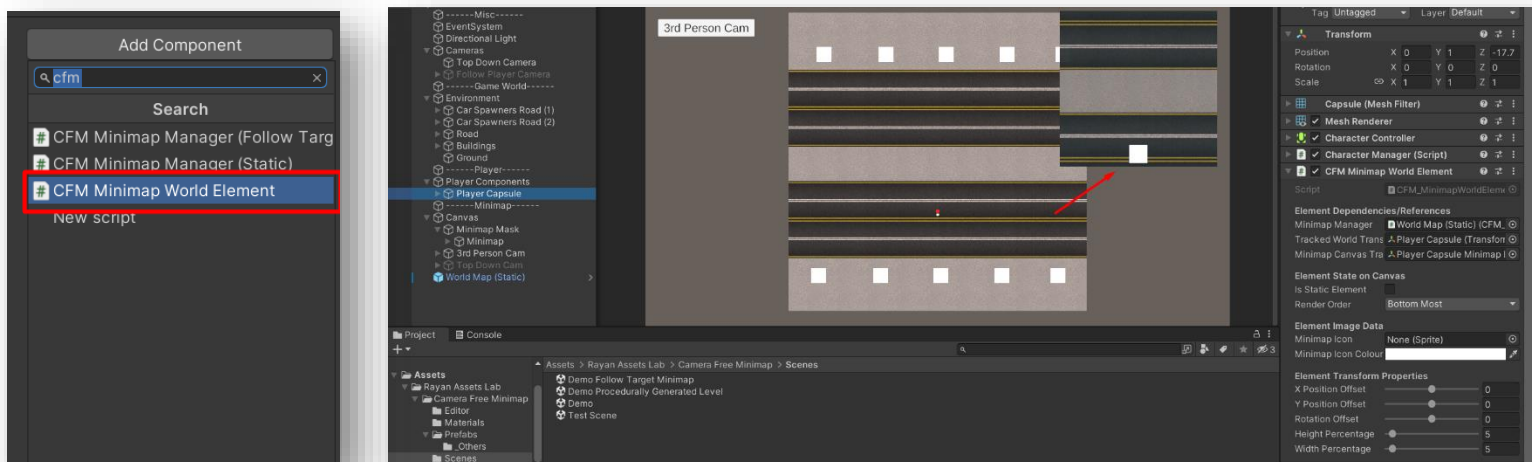 Add Component
cfm
Search
CFM Minimap Manager (Follow Targ
CFM Minimap Manager (Static)
CFM Minimap World Element
New script
------Misc------
EventSystem
Directional Light
Cameras
Top Down Camera
Follow Player Camera
------Game World------
Environment
Car Spawners Road (1)
Car Spawners Road (2)
Road
Buildings
Ground
------Player------
Player Components
Player Capsule
------Minimap------
Canvas
Minimap Mask
Minimap
3rd Person Cam
Top Down Cam
World Map (Static)
3rd Person Cam
Tag Untagged Layer Default
Transform
Position X 0 Y 1 Z -17.7
Rotation X 0 Y 0 Z 0
Scale X 1 Y 1 Z 1
Capsule (Mesh Filter)
Mesh Renderer
Character Controller
Character Manager (Script)
CFM Minimap World Element
Script CFM_MinimapWorldEleme
Element Dependencies/References
Minimap Manager World Map (Static) (CFM_
Tracked World Trans Player Capsule (Transforr
Minimap Canvas Tra Player Capsule Minimap I
Element State on Canvas
Is Static Element
Render Order Bottom Most
Element Image Data
Minimap Icon None (Sprite)
Minimap Icon Colour
Element Transform Properties
X Position Offset 0
Y Position Offset 0
Rotation Offset 0
Height Percentage 5
Width Percentage 5
Project Console
3
Assets > Rayan Assets Lab > Camera Free Minimap > Scenes
Assets
Rayan Assets Lab
Camera Free Minimap
Editor
Materials
Prefabs
_Others
Scenes
Demo Follow Target Minimap
Demo Procedurally Generated Level
Demo
Test Scene